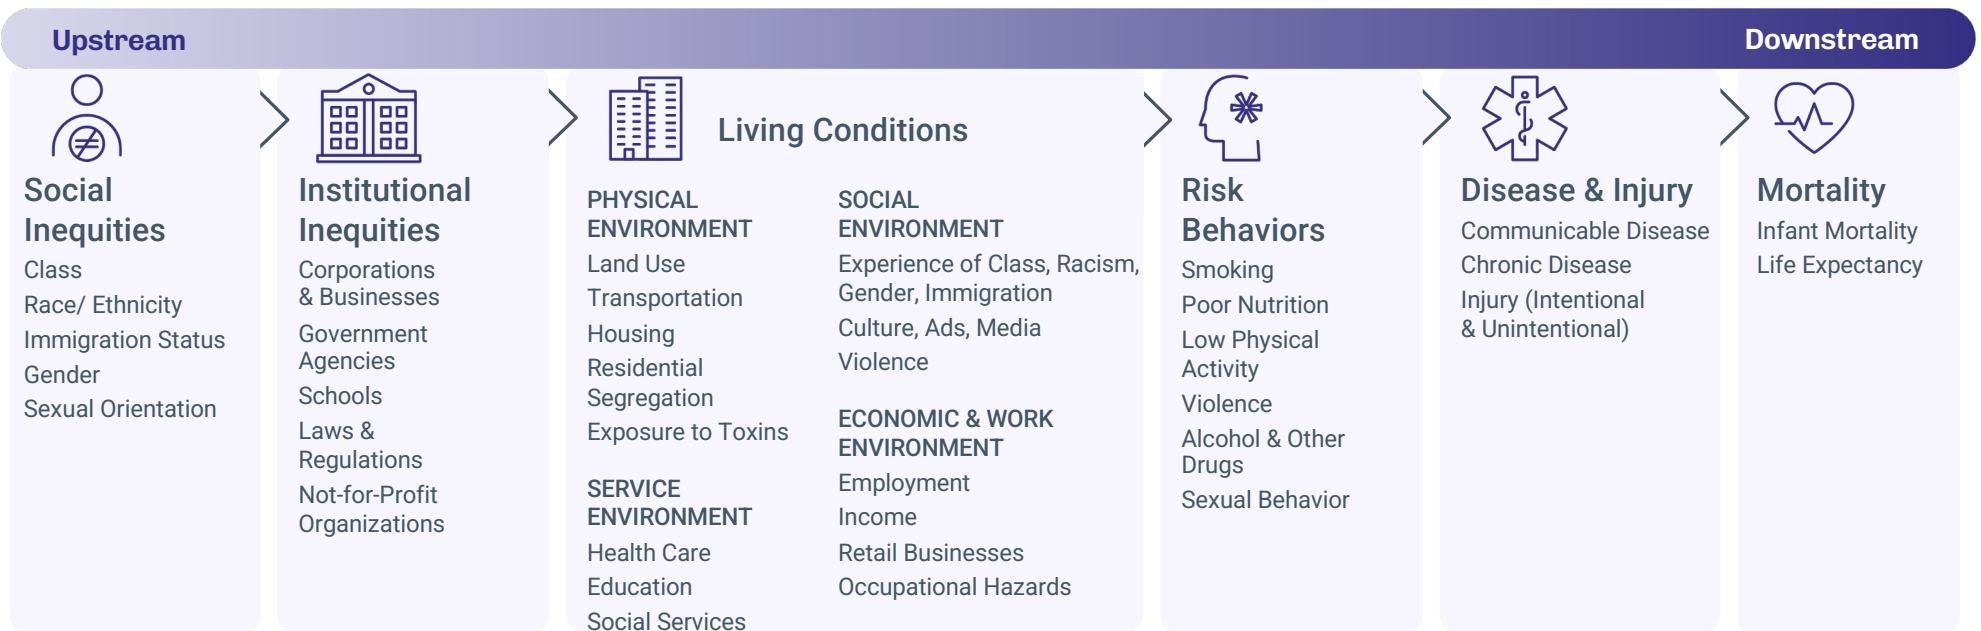 Upstream
Downstream
Social
Inequities
Class
Race/ Ethnicity
Immigration Status
Gender
Sexual Orientation
Institutional
Inequities
Corporations
& Businesses
Government
Agencies
Schools
Laws &
Regulations
Not-for-Profit
Organizations
Living Conditions
PHYSICAL
ENVIRONMENT
Land Use
Transportation
Housing
Residential
Segregation
Exposure to Toxins
SERVICE
ENVIRONMENT
Health Care
Education
Social Services
SOCIAL
ENVIRONMENT
Experience of Class, Racism,
Gender, Immigration
Culture, Ads, Media
Violence
ECONOMIC & WORK
ENVIRONMENT
Employment
Income
Retail Businesses
Occupational Hazards
Risk
Behaviors
Smoking
Poor Nutrition
Low Physical
Activity
Violence
Alcohol & Other
Drugs
Sexual Behavior
Disease & Injury
Communicable Disease
Chronic Disease
Injury (Intentional
& Unintentional)
Mortality
Infant Mortality
Life Expectancy